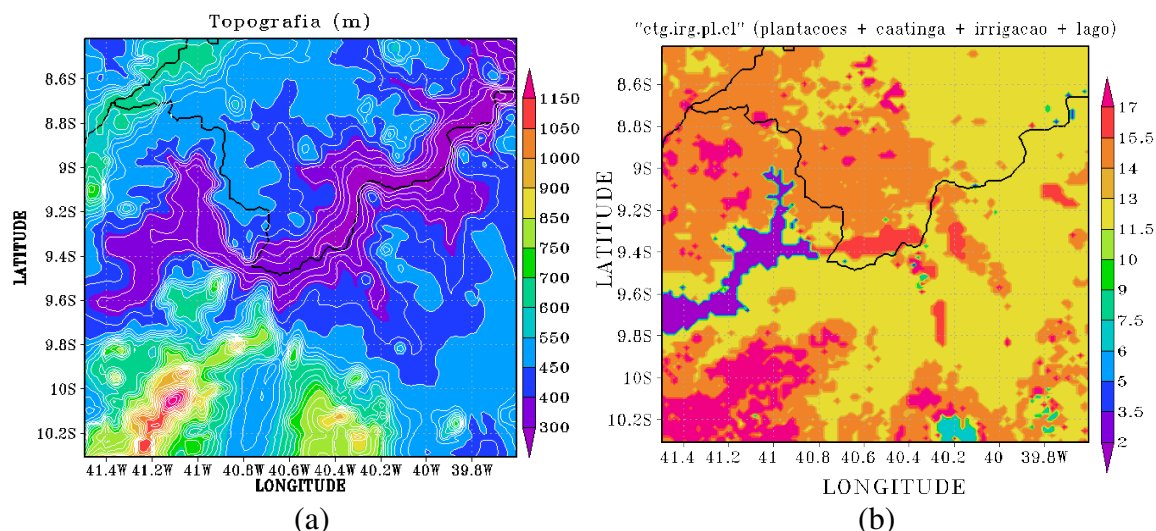 Topografia (m)
LATITUDE
8.6S
8.8S
9S
9.2S
9.4S
9.6S
9.8S
10S
10.2S
41.4W 41.2W 41W 40.8W 40.6W 40.4W 40.2W 40W 39.8W
LONGITUDE
1150
1050
1000
900
850
750
700
600
550
450
400
300
(a)
"ctg.irg.pl.cl" (plantacoes + caatinga + irrigacao + lago)
LATITUDE
8.6S
8.8S
9S
9.2S
9.4S
9.6S
9.8S
10S
10.2S
41.4 41.2 41 40.8 40.6 40.4 40.2 40 39.8W
LONGITUDE
17
15.5
14.5
13
11.5
10
9
7.5
6
5
3.5
2
(b)